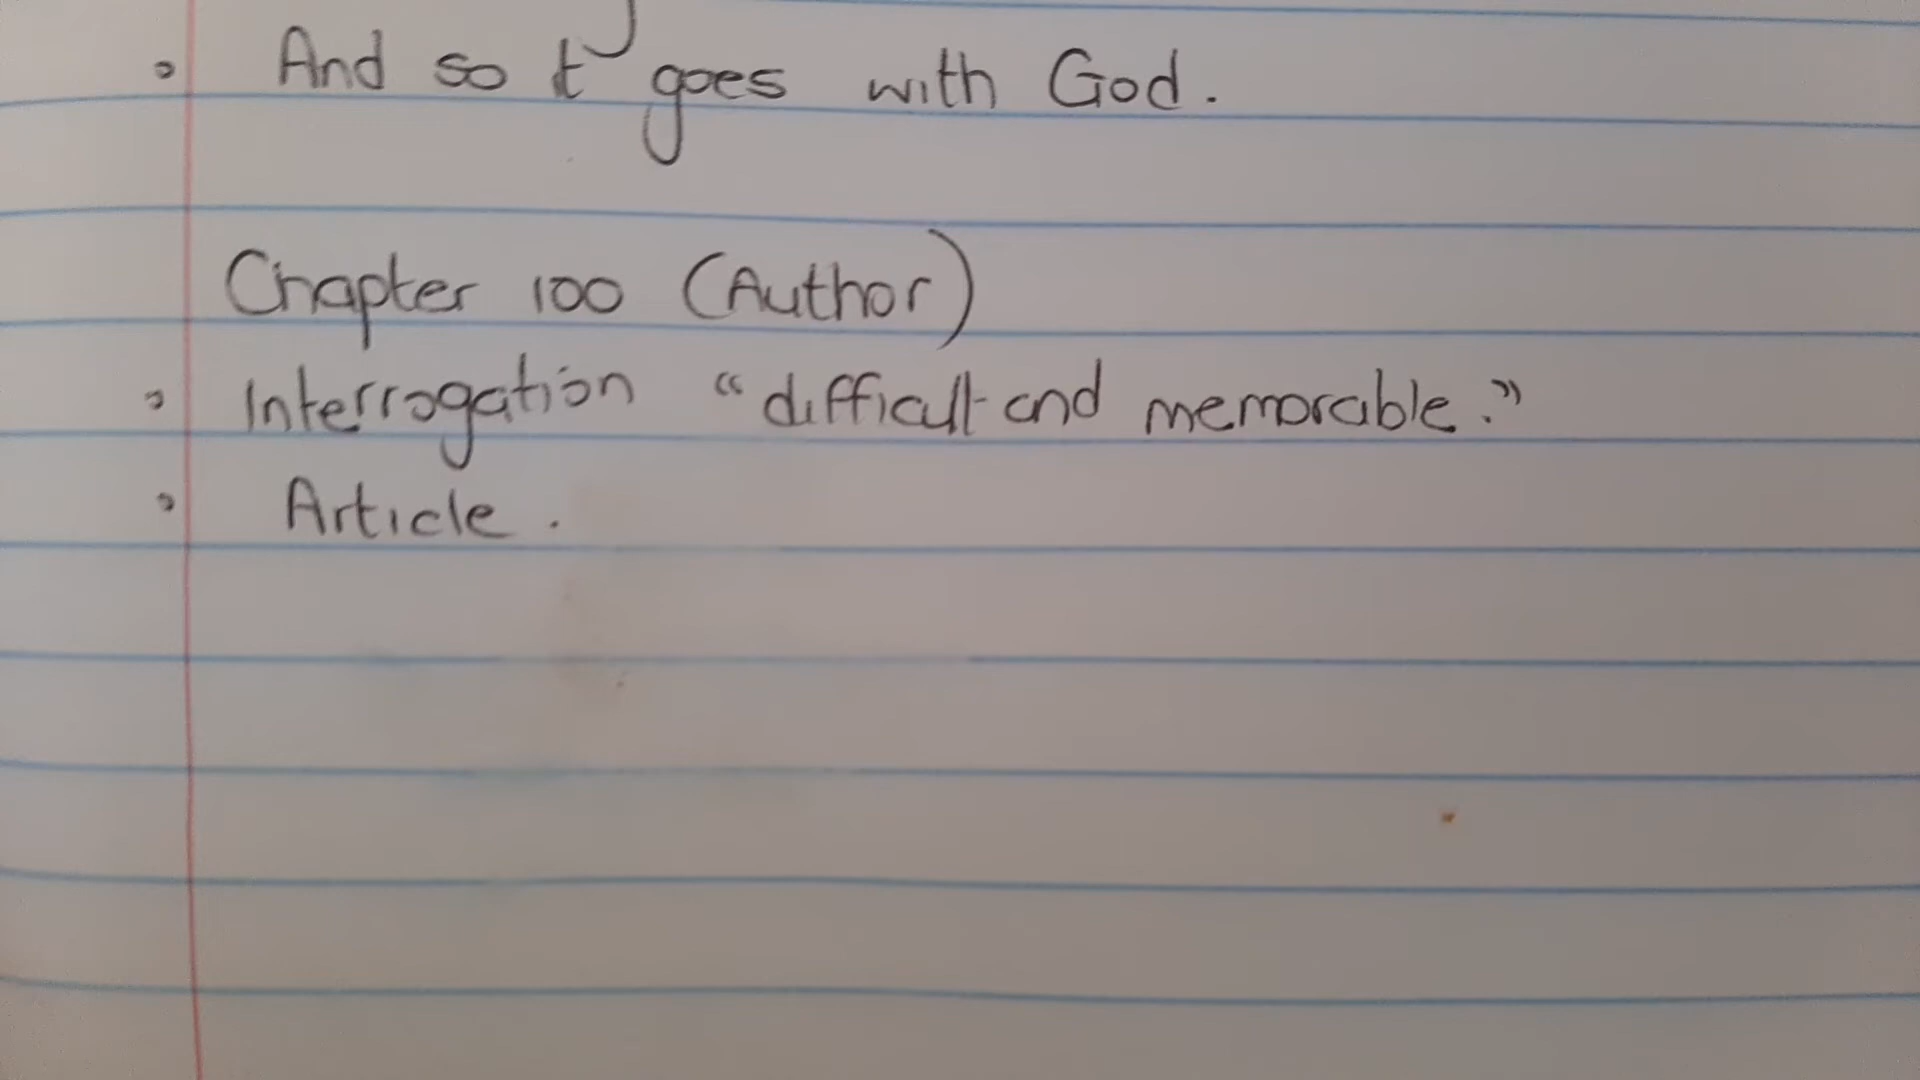 • And so it goes with God.
Chapter 100 (Author)
• Interrogation “difficult and memorable.”
• Article.